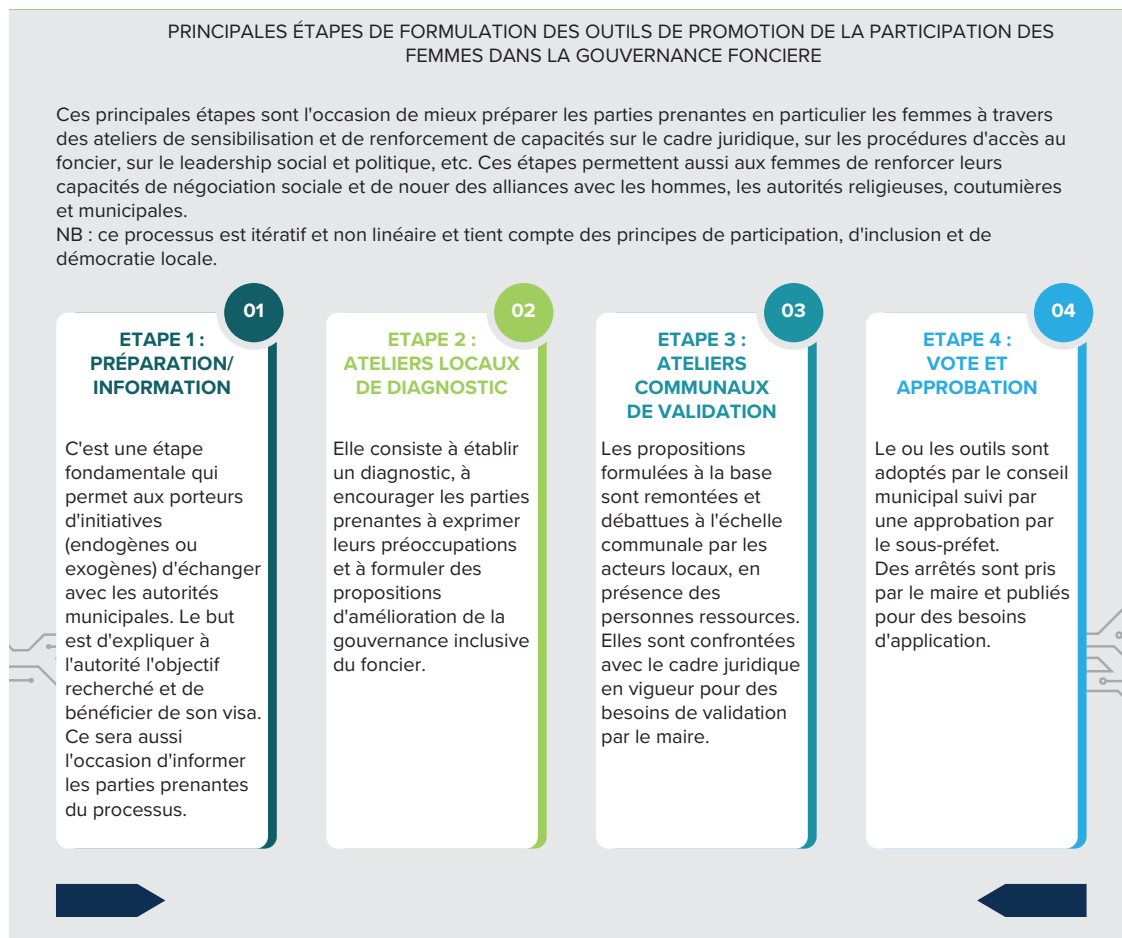 PRINCIPALES ÉTAPES DE FORMULATION DES OUTILS DE PROMOTION DE LA PARTICIPATION DES
FEMMES DANS LA GOUVERNANCE FONCIERE
Ces principales étapes sont l'occasion de mieux préparer les parties prenantes en particulier les femmes à travers
des ateliers de sensibilisation et de renforcement de capacités sur le cadre juridique, sur les procédures d'accès au
foncier, sur le leadership social et politique, etc. Ces étapes permettent aussi aux femmes de renforcer leurs
capacités de négociation sociale et de nouer des alliances avec les hommes, les autorités religieuses, coutumières
et municipales.
NB : ce processus est itératif et non linéaire et tient compte des principes de participation, d'inclusion et de
démocratie locale.
01
ETAPE 1 :
PRÉPARATION/
INFORMATION
C'est une étape
fondamentale qui
permet aux porteurs
d'initiatives
(endogènes ou
exogènes) d'échanger
avec les autorités
municipales. Le but
est d'expliquer à
l'autorité l'objectif
recherché et de
bénéficier de son visa.
Ce sera aussi
l'occasion d'informer
les parties prenantes
du processus.
02
ETAPE 2 :
ATELIERS LOCAUX
DE DIAGNOSTIC
Elle consiste à établir
un diagnostic, à
encourager les parties
prenantes à exprimer
leurs préoccupations
et à formuler des
propositions
d'amélioration de la
gouvernance inclusive
du foncier.
03
ETAPE 3 :
ATELIERS
COMMUNAUX
DE VALIDATION
Les propositions
formulées à la base
sont remontées et
débattues à l'échelle
communale par les
acteurs locaux, en
présence des
personnes ressources.
Elles sont confrontées
avec le cadre juridique
en vigueur pour des
besoins de validation
par le maire.
04
ETAPE 4 :
VOTE ET
APPROBATION
Le ou les outils sont
adoptés par le conseil
municipal suivi par
une approbation par
le sous-préfet.
Des arrêtés sont pris
par le maire et publiés
pour des besoins
d'application.